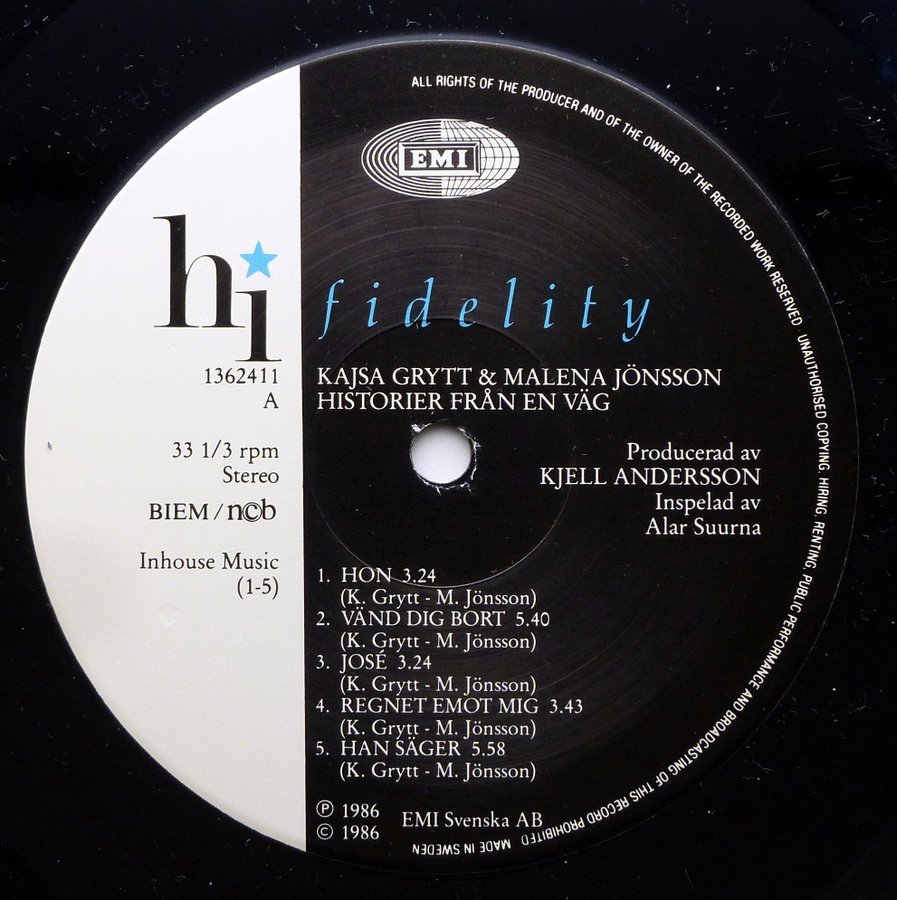 ALL RIGHTS OF THE PRODUCER AND OF THE OWNER OF THE RECORDED WORK RESERVED UNAUTHORISED COPYING, HIRING, RENTING, PUBLIC PERFORMANCE AND BROADCASTING OF THIS RECORD PROHIBITED MADE IN SWEDEN
EMI
hi
fidelity
1362411
A
KAJSA GRYTT & MALENA JÖNSSON
HISTORIER FRÅN EN VÄG
33 1/3 rpm
Stereo
BIEM/n©b
Inhouse Music
(1-5)
Producerad av
KJELL ANDERSSON
Inspelad av
Alar Suurna
1. HON 3.24
(K. Grytt - M. Jönsson)
2. VÄND DIG BORT 5.40
(K. Grytt - M. Jönsson)
3. JOSÉ 3.24
(K. Grytt - M. Jönsson)
4. REGNET EMOT MIG 3.43
(K. Grytt - M. Jönsson)
5. HAN SÄGER 5.58
(K. Grytt - M. Jönsson)
℗ 1986
© 1986
EMI Svenska AB